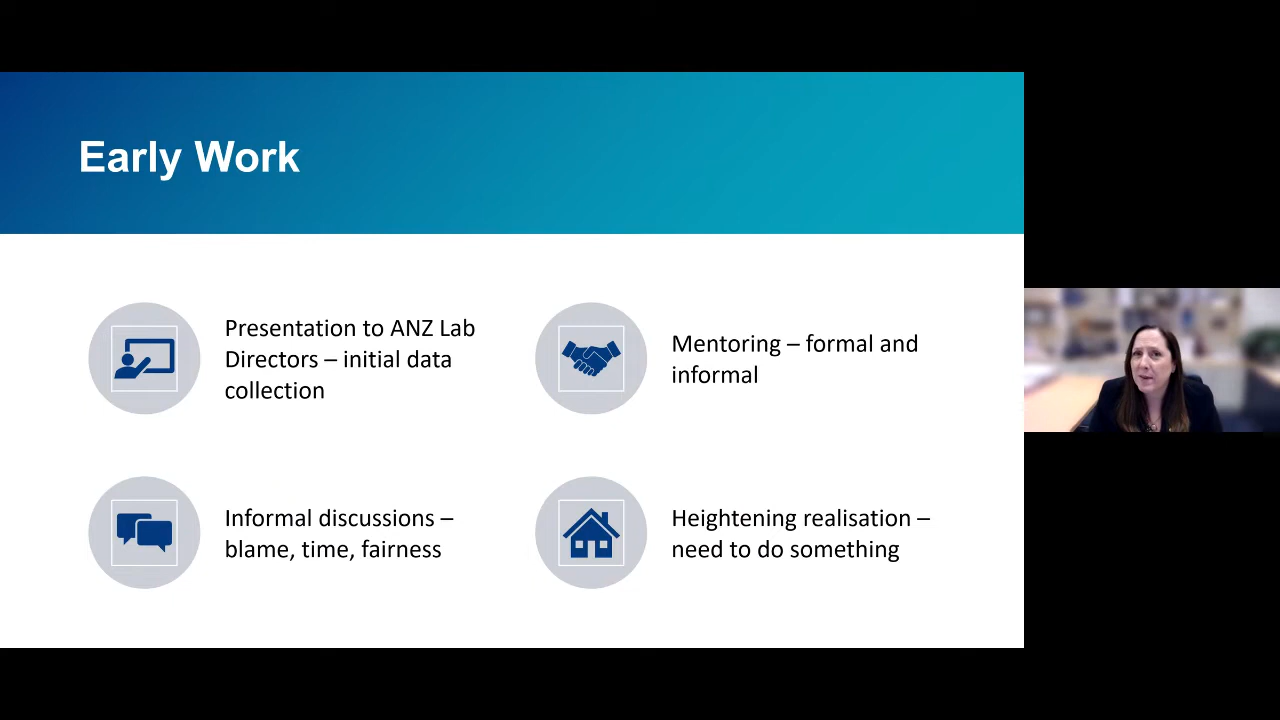 Early Work
Presentation to ANZ Lab
Directors – initial data
collection
Mentoring – formal and
informal
Informal discussions –
blame, time, fairness
Heightening realisation –
need to do something